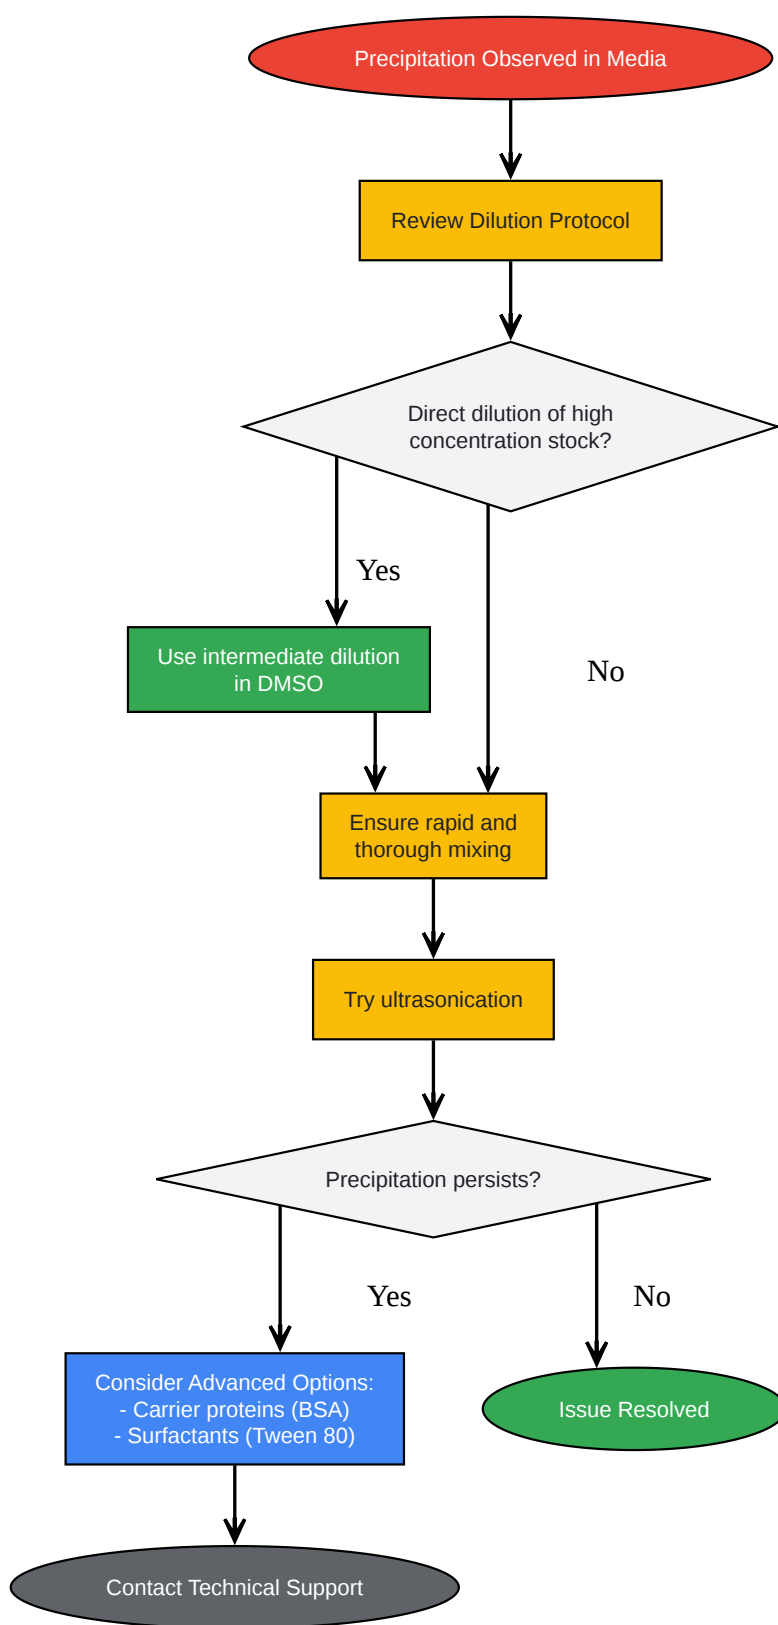 Precipitation Observed in Media
Review Dilution Protocol
Direct dilution of high
concentration stock?
Yes
No
Use intermediate dilution
in DMSO
Ensure rapid and
thorough mixing
Try ultrasonication
Precipitation persists?
Yes
No
Consider Advanced Options:
- Carrier proteins (BSA)
- Surfactants (Tween 80)
Issue Resolved
Contact Technical Support